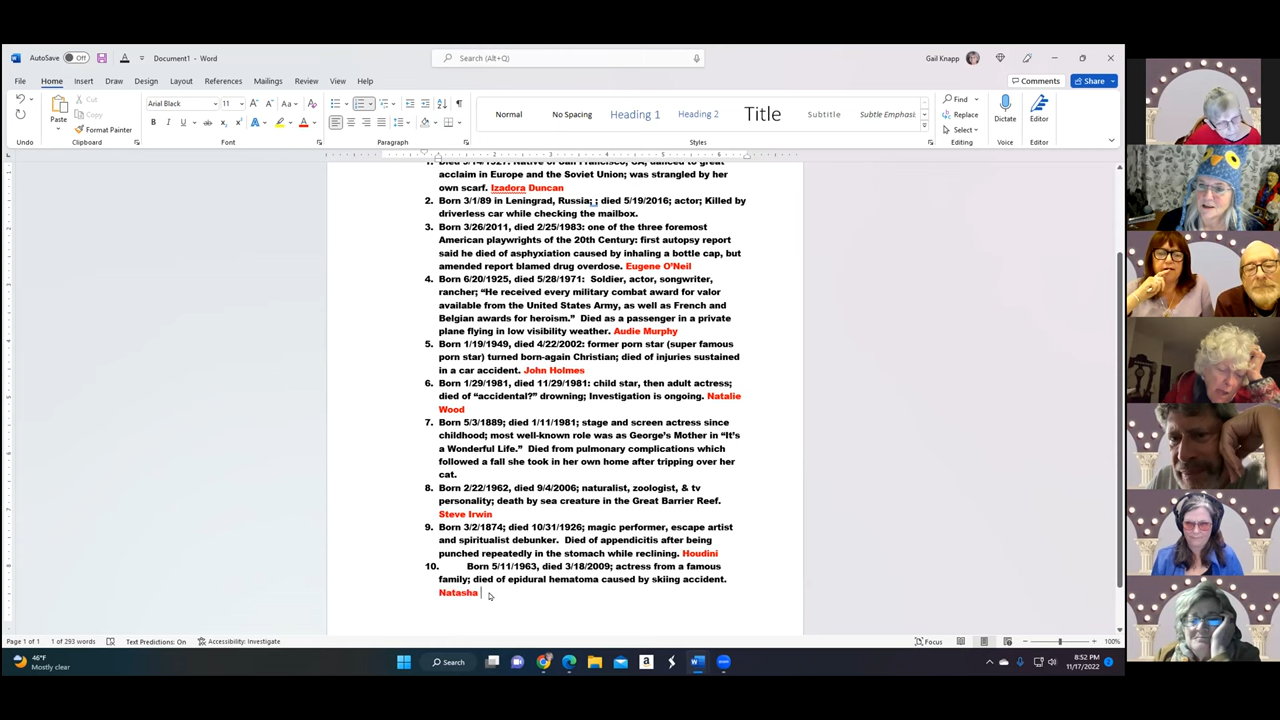 AutoSave Off Document1 - Word Search (Alt+Q) Gail Knapp
File Home Insert Draw Design Layout References Mailings Review View Help Comments Share
Cut Arial Black 11 Find
Copy Normal No Spacing Heading 1 Heading 2 Title Subtitle Subtle Emphasis Replace
Paste Format Painter Select Dictate Editor
Undo Clipboard Font Paragraph Styles Editing Voice Editor
1. Died 9/14/1927: Native of San Francisco, CA, danced to great
acclaim in Europe and the Soviet Union; was strangled by her
own scarf. Izadora Duncan
2. Born 3/1/89 in Leningrad, Russia; ; died 5/19/2016; actor; Killed by
driverless car while checking the mailbox.
3. Born 3/26/2011, died 2/25/1983: one of the three foremost
American playwrights of the 20th Century: first autopsy report
said he died of asphyxiation caused by inhaling a bottle cap, but
amended report blamed drug overdose. Eugene O'Neil
4. Born 6/20/1925, died 5/28/1971: Soldier, actor, songwriter,
rancher; "He received every military combat award for valor
available from the United States Army, as well as French and
Belgian awards for heroism." Died as a passenger in a private
plane flying in low visibility weather. Audie Murphy
5. Born 1/19/1949, died 4/22/2002: former porn star (super famous
porn star) turned born-again Christian; died of injuries sustained
in a car accident. John Holmes
6. Born 1/29/1981, died 11/29/1981: child star, then adult actress;
died of "accidental?" drowning; Investigation is ongoing. Natalie
Wood
7. Born 5/3/1889; died 1/11/1981; stage and screen actress since
childhood; most well-known role was as George's Mother in "It's
a Wonderful Life." Died from pulmonary complications which
followed a fall she took in her own home after tripping over her
cat.
8. Born 2/22/1962, died 9/4/2006; naturalist, zoologist, & tv
personality; death by sea creature in the Great Barrier Reef.
Steve Irwin
9. Born 3/2/1874; died 10/31/1926; magic performer, escape artist
and spiritualist debunker. Died of appendicitis after being
punched repeatedly in the stomach while reclining. Houdini
10. Born 5/11/1963, died 3/18/2009; actress from a famous
family; died of epidural hematoma caused by skiing accident.
Natasha
Page 1 of 1 1 of 293 words Text Predictions: On Accessibility: Investigate Focus 100%
46°F
Mostly clear
Search
8:52 PM
11/17/2022